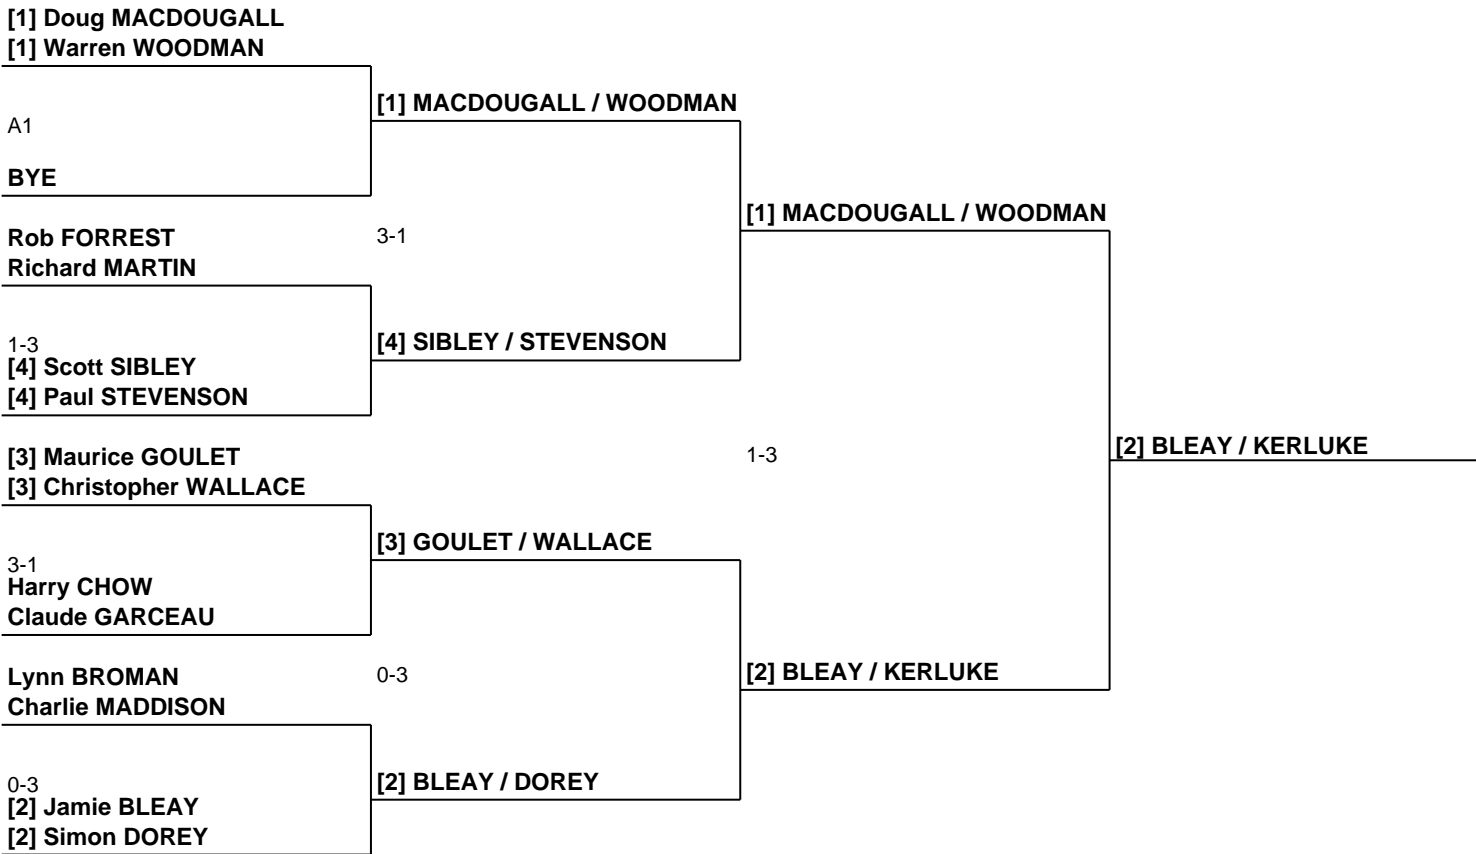 [1] Doug MACDOUGALL
[1] Warren WOODMAN
[1] MACDOUGALL / WOODMAN
A1
BYE
[1] MACDOUGALL / WOODMAN
Rob FORREST
3-1
Richard MARTIN
1-3
[4] SIBLEY / STEVENSON
[4] Scott SIBLEY
[4] Paul STEVENSON
[3] Maurice GOULET
1-3
[2] BLEAY / KERLUKE
[3] Christopher WALLACE
[3] GOULET / WALLACE
3-1
Harry CHOW
Claude GARCEAU
Lynn BROMAN
0-3
[2] BLEAY / KERLUKE
Charlie MADDISON
0-3
[2] BLEAY / DOREY
[2] Jamie BLEAY
[2] Simon DOREY